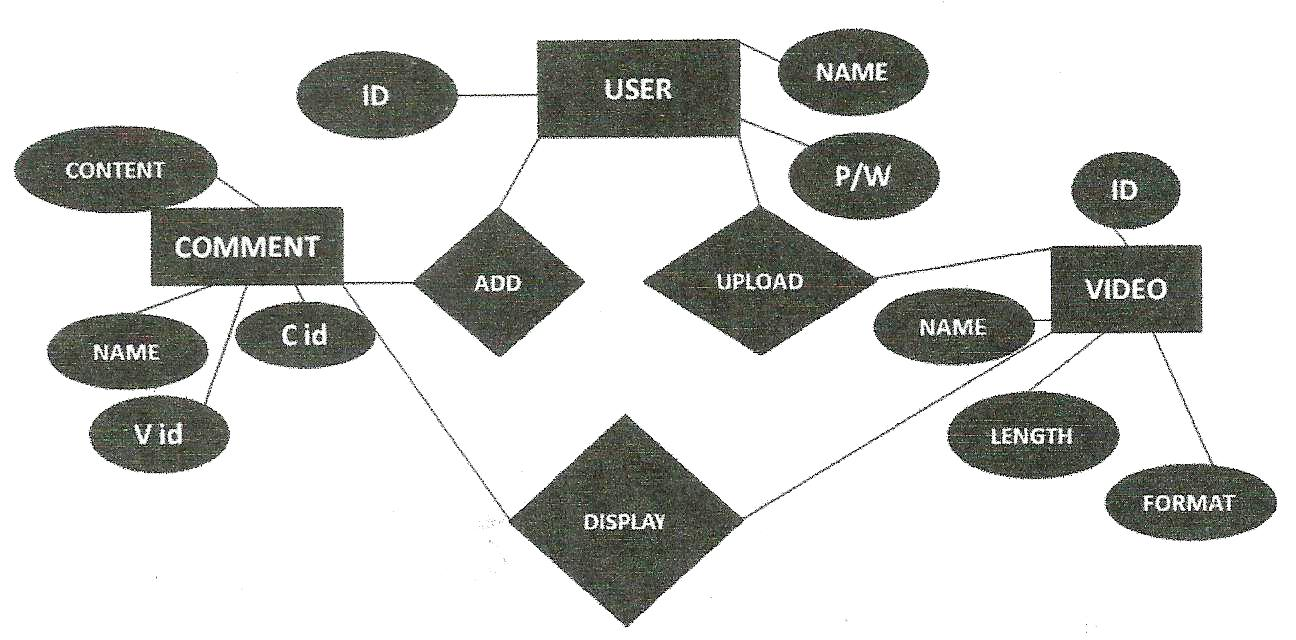 USER
NAME
ID
P/W
CONTENT
ID
COMMENT
ADD
UPLOAD
VIDEO
NAME
C id
NAME
V id
LENGTH
DISPLAY
FORMAT